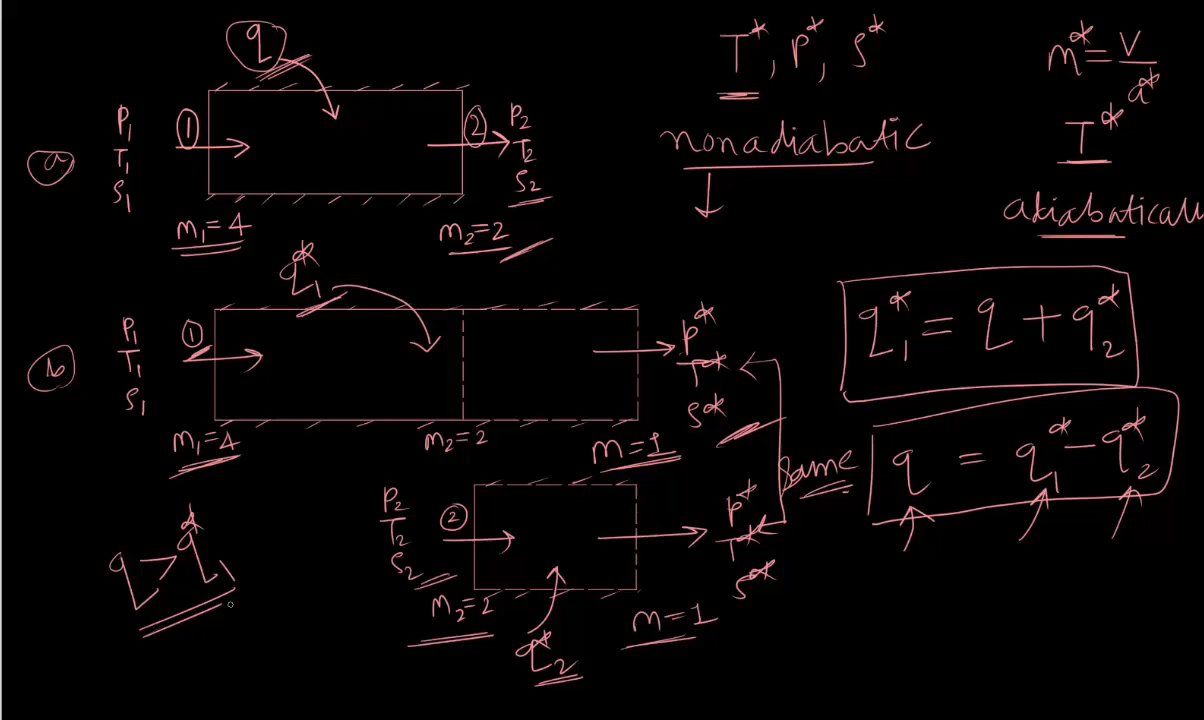 q
T*, P*, ρ*
M* = V/a*
T*
nonadiabatic
adiabatically
a
P1
T1
ρ1
1
2
P2
T2
ρ2
M1=4
M2=2
q1*
b
P1
T1
ρ1
1
P*
T*
ρ*
M1=4
M2=2
M=1
q1* = q + q2*
q = q1* - q2*
same
P2
T2
ρ2
2
P*
T*
ρ*
M2=2
M=1
q2*
q > q1*